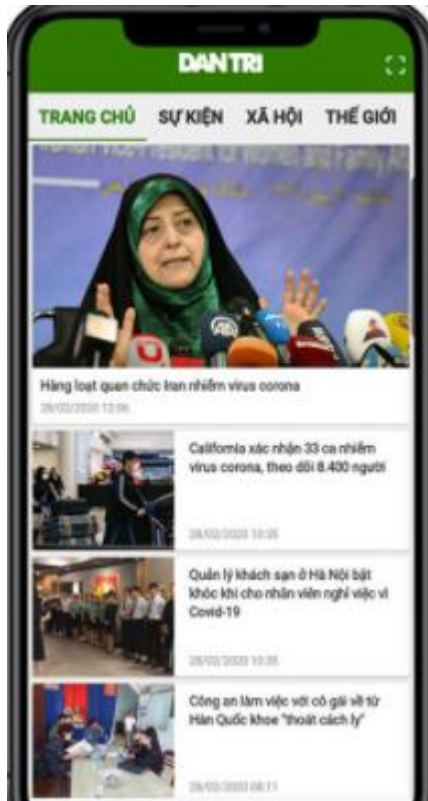 DANTRI
TRANG CHỦ SỰ KIỆN XÃ HỘI THẾ GIỚI
Hàng loạt quan chức Iran nhiễm virus corona
28/02/2020 12:06
California xác nhận 33 ca nhiễm
virus corona, theo dõi 8.400 người
28/02/2020 10:35
Quản lý khách sạn ở Hà Nội bật
khóc khi cho nhân viên nghỉ việc vì
Covid-19
28/02/2020 10:35
Công an làm việc với cô gái về từ
Hàn Quốc khoe "thoát cách ly"
28/02/2020 08:11